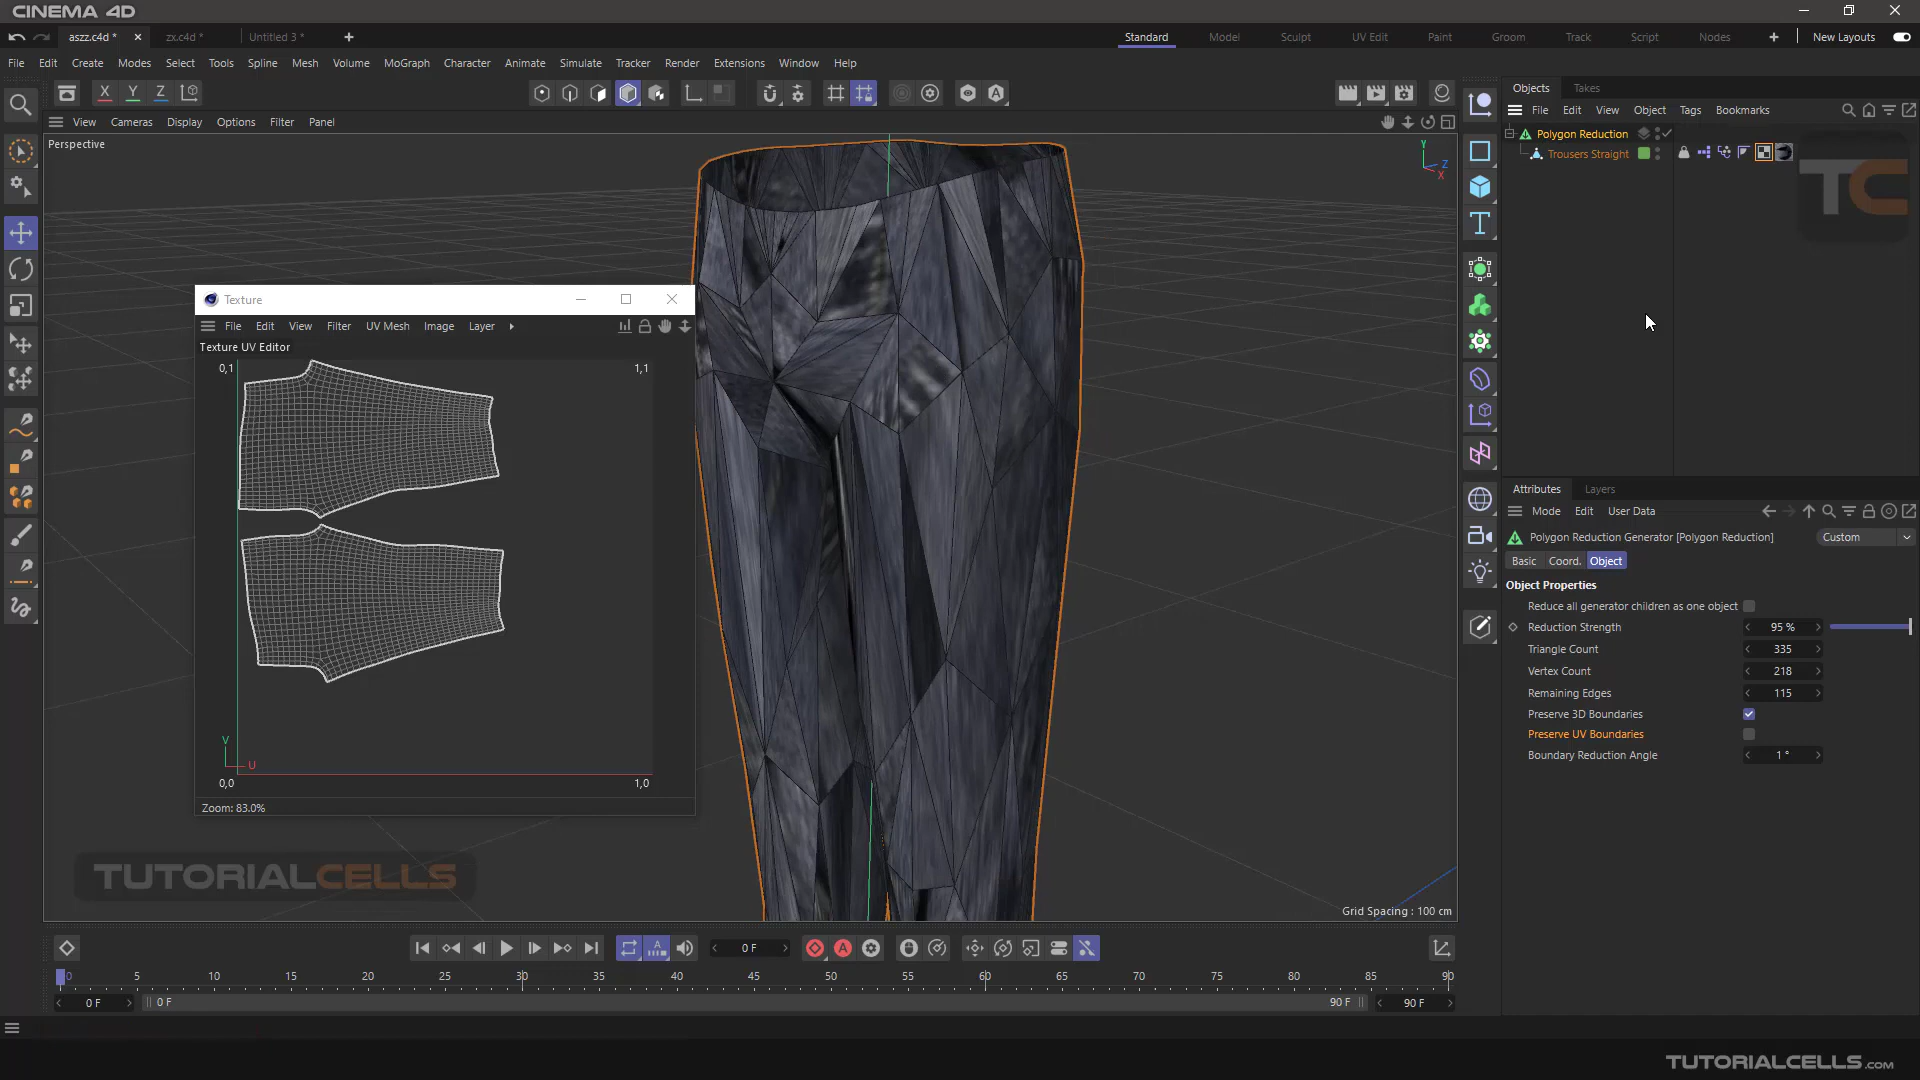 CINEMA 4D
aszz.c4d *
zx.c4d *
Untitled 3 *
Standard Model Sculpt UV Edit Paint Groom Track Script Nodes New Layouts
File Edit Create Modes Select Tools Spline Mesh Volume MoGraph Character Animate Simulate Tracker Render Extensions Window Help
X Y Z
Objects Takes
File Edit View Object Tags Bookmarks
View Cameras Display Options Filter Panel
Perspective
Y
Z
X
Polygon Reduction
Trousers Straight
TC
Texture
File Edit View Filter UV Mesh Image Layer
Texture UV Editor
0,1 1,1
V
U
0,0 1,0
Zoom: 83.0%
Attributes Layers
Mode Edit User Data
Polygon Reduction Generator [Polygon Reduction] Custom
Basic Coord. Object
Object Properties
Reduce all generator children as one object
Reduction Strength 95 %
Triangle Count 335
Vertex Count 218
Remaining Edges 115
Preserve 3D Boundaries
Preserve UV Boundaries
Boundary Reduction Angle 1 °
TUTORIALCELLS
Grid Spacing : 100 cm
0 F
0 5 10 15 20 25 30 35 40 45 50 55 60 65 70 75 80 85 90
0 F 0 F 90 F 90 F
TUTORIALCELLS.com